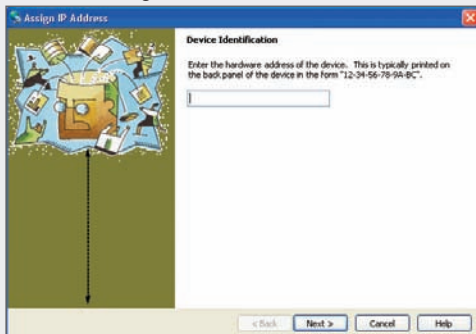 Assign IP Address
Device Identification
Enter the hardware address of the device. This is typically printed on
the back panel of the device in the form "12-34-56-78-9A-BC".
< Back
Next >
Cancel
Help